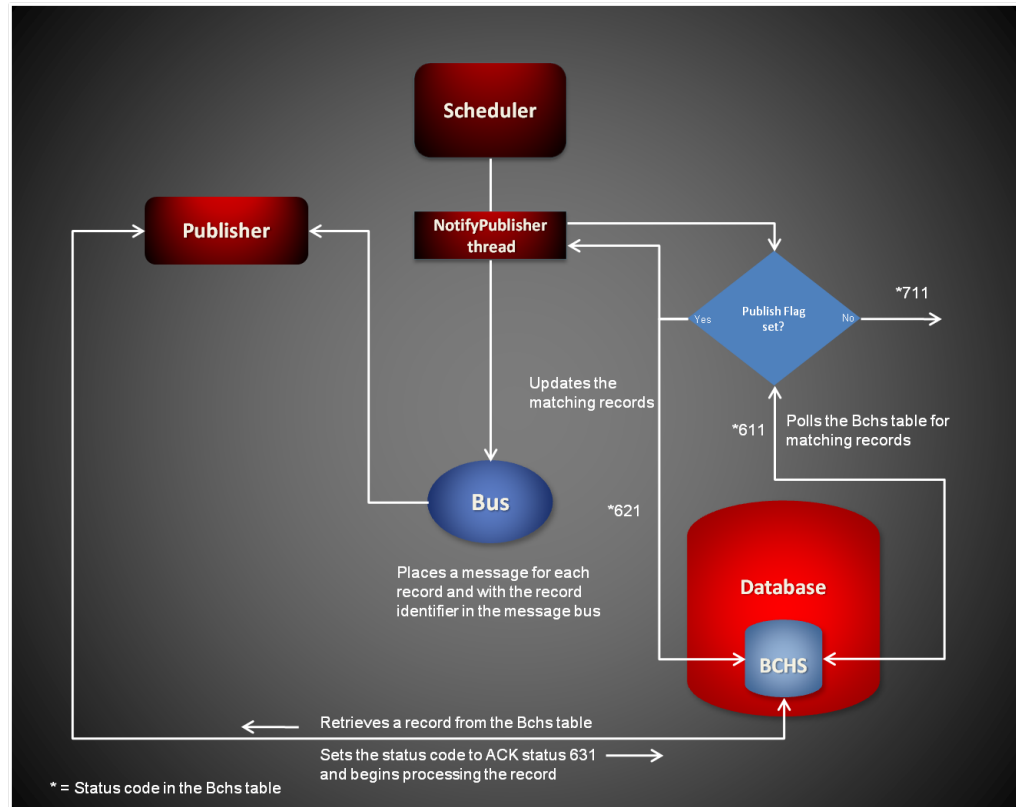 Scheduler
Publisher
NotifyPublisher
thread
*711
Publish Flag
set?
Yes
No
Updates the
matching records
*611
Polls the Bchs table for
matching records
Bus
*621
Places a message for each
record and with the record
identifier in the message bus
Database
BCHS
Retrieves a record from the Bchs table
Sets the status code to ACK status 631
and begins processing the record
* = Status code in the Bchs table